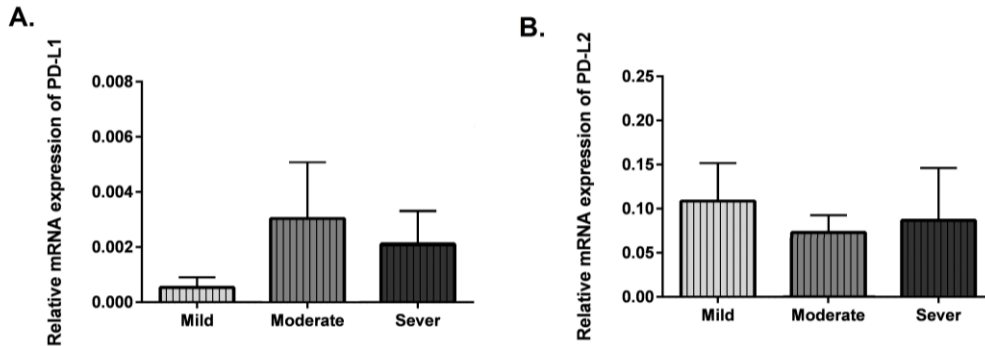 A.
Relative mRNA expression of PD-L1
0.008
0.006
0.004
0.002
0.000
Mild Moderate Sever
B.
Relative mRNA expression of PD-L2
0.25
0.20
0.15
0.10
0.05
0.00
Mild Moderate Sever